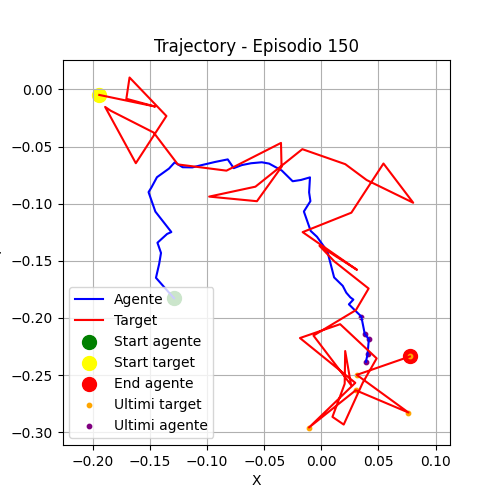 Trajectory - Episodio 150
0.00
−0.05
−0.10
−0.15
−0.20
−0.25
−0.30
Agente
Target
Start agente
Start target
End agente
Ultimi target
Ultimi agente
−0.20 −0.15 −0.10 −0.05 0.00 0.05 0.10
X